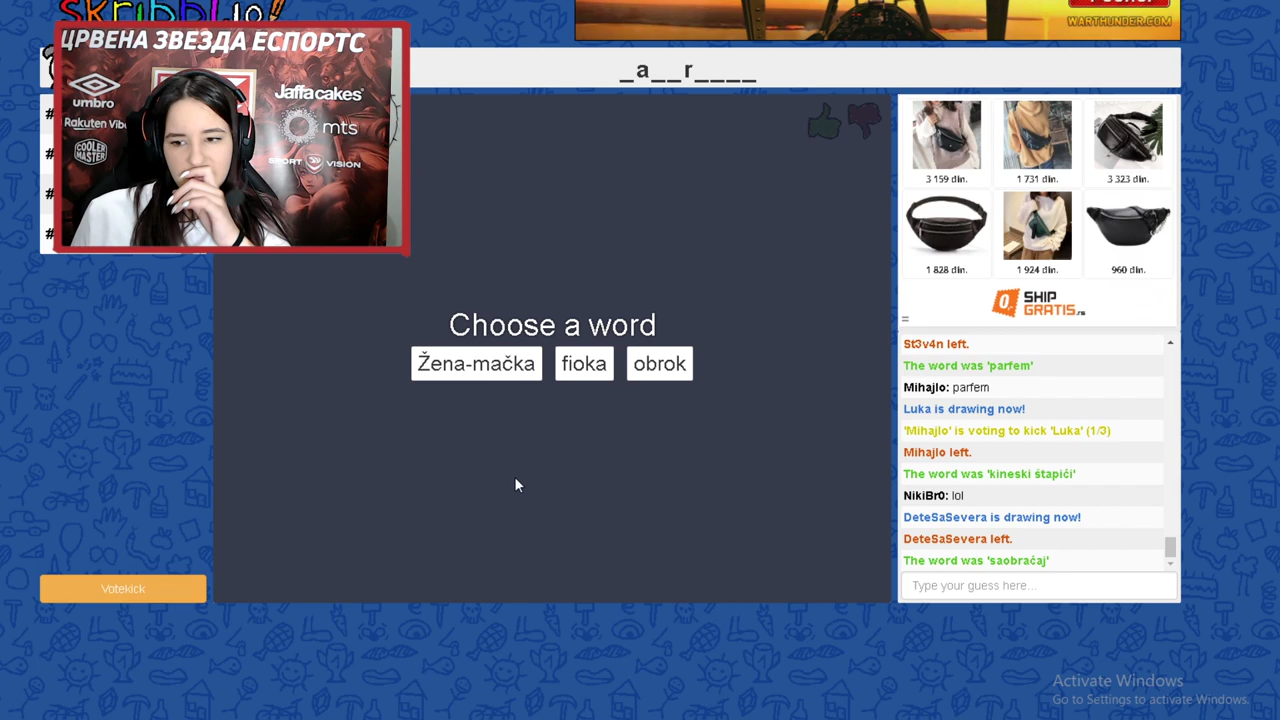 skribbl.io!
WARTHUNDER.COM
_a__r____
ЦРВЕНА ЗВЕЗДА ЕСПОРТС
umbro
Jaffa cakes
Rakuten Vib
mts
COOLER MASTER
SPORT VISION
#
#
#
#
3 159 din.
1 731 din.
3 323 din.
1 828 din.
1 924 din.
960 din.
SHIP GRATIS.rs
Choose a word
Žena-mačka
fioka
obrok
St3v4n left.
The word was 'parfem'
Mihajlo: parfem
Luka is drawing now!
'Mihajlo' is voting to kick 'Luka' (1/3)
Mihajlo left.
The word was 'kineski štapići'
NikiBr0: lol
DeteSaSevera is drawing now!
DeteSaSevera left.
The word was 'saobraćaj'
Type your guess here...
Votekick
Activate Windows
Go to Settings to activate Windows.